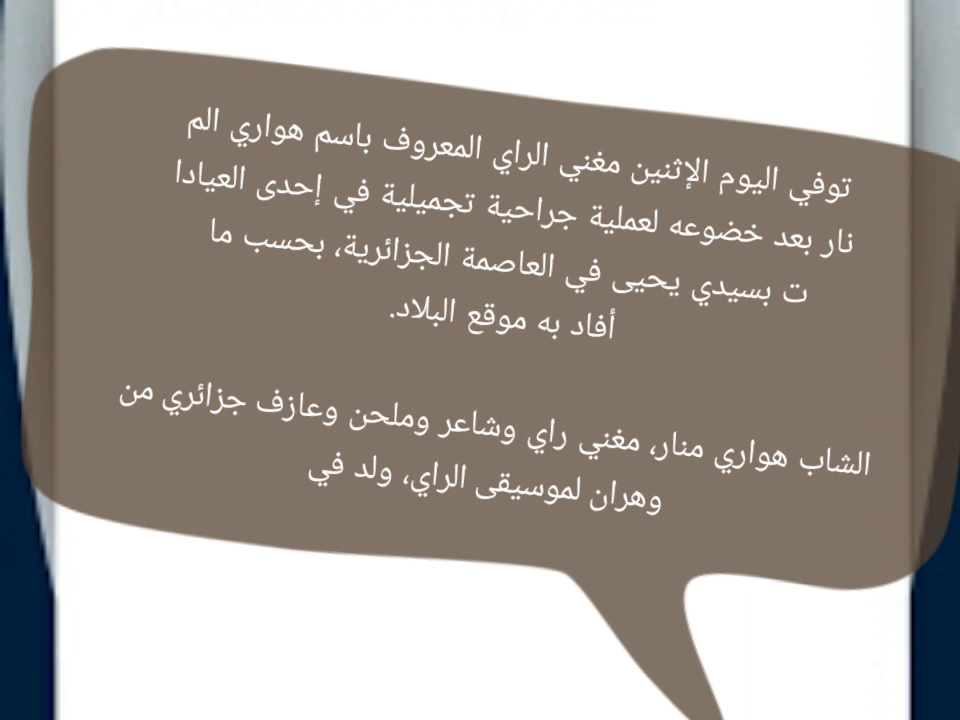 توفي اليوم الإثنين مغني الراي المعروف باسم هواري الم
نار بعد خضوعه لعملية جراحية تجميلية في إحدى العيادا
ت بسيدي يحيى في العاصمة الجزائرية، بحسب ما
أفاد به موقع البلاد.
الشاب هواري منار، مغني راي وشاعر وملحن وعازف جزائري من
وهران لموسيقى الراي، ولد في